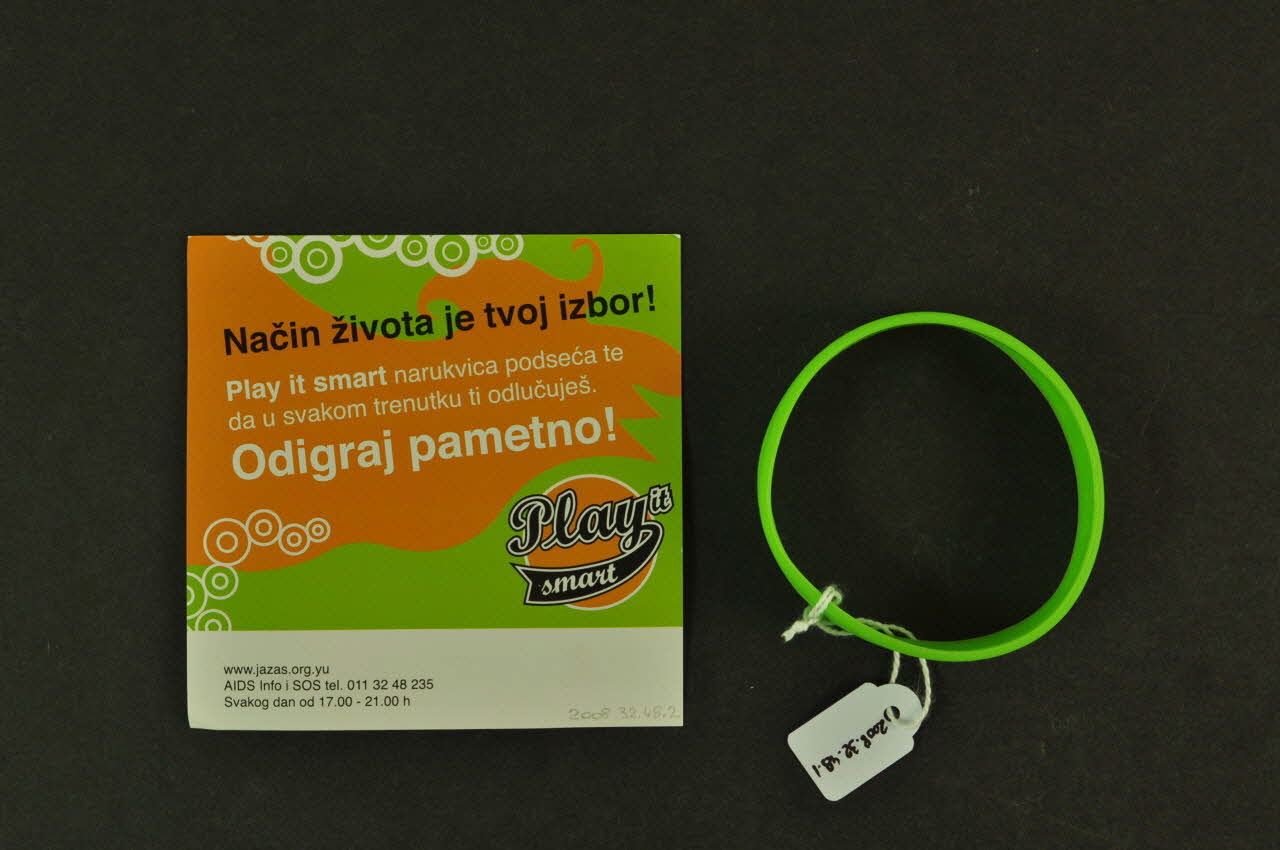 Način života je tvoj izbor!
Play it smart narukvica podseća te
da u svakom trenutku ti odlučuješ.
Odigraj pametno!
Play it
smart
www.jazas.org.yu
AIDS Info i SOS tel. 011 32 48 235
Svakog dan od 17.00 - 21.00 h
2008.32.48.2
2008.32.48.1